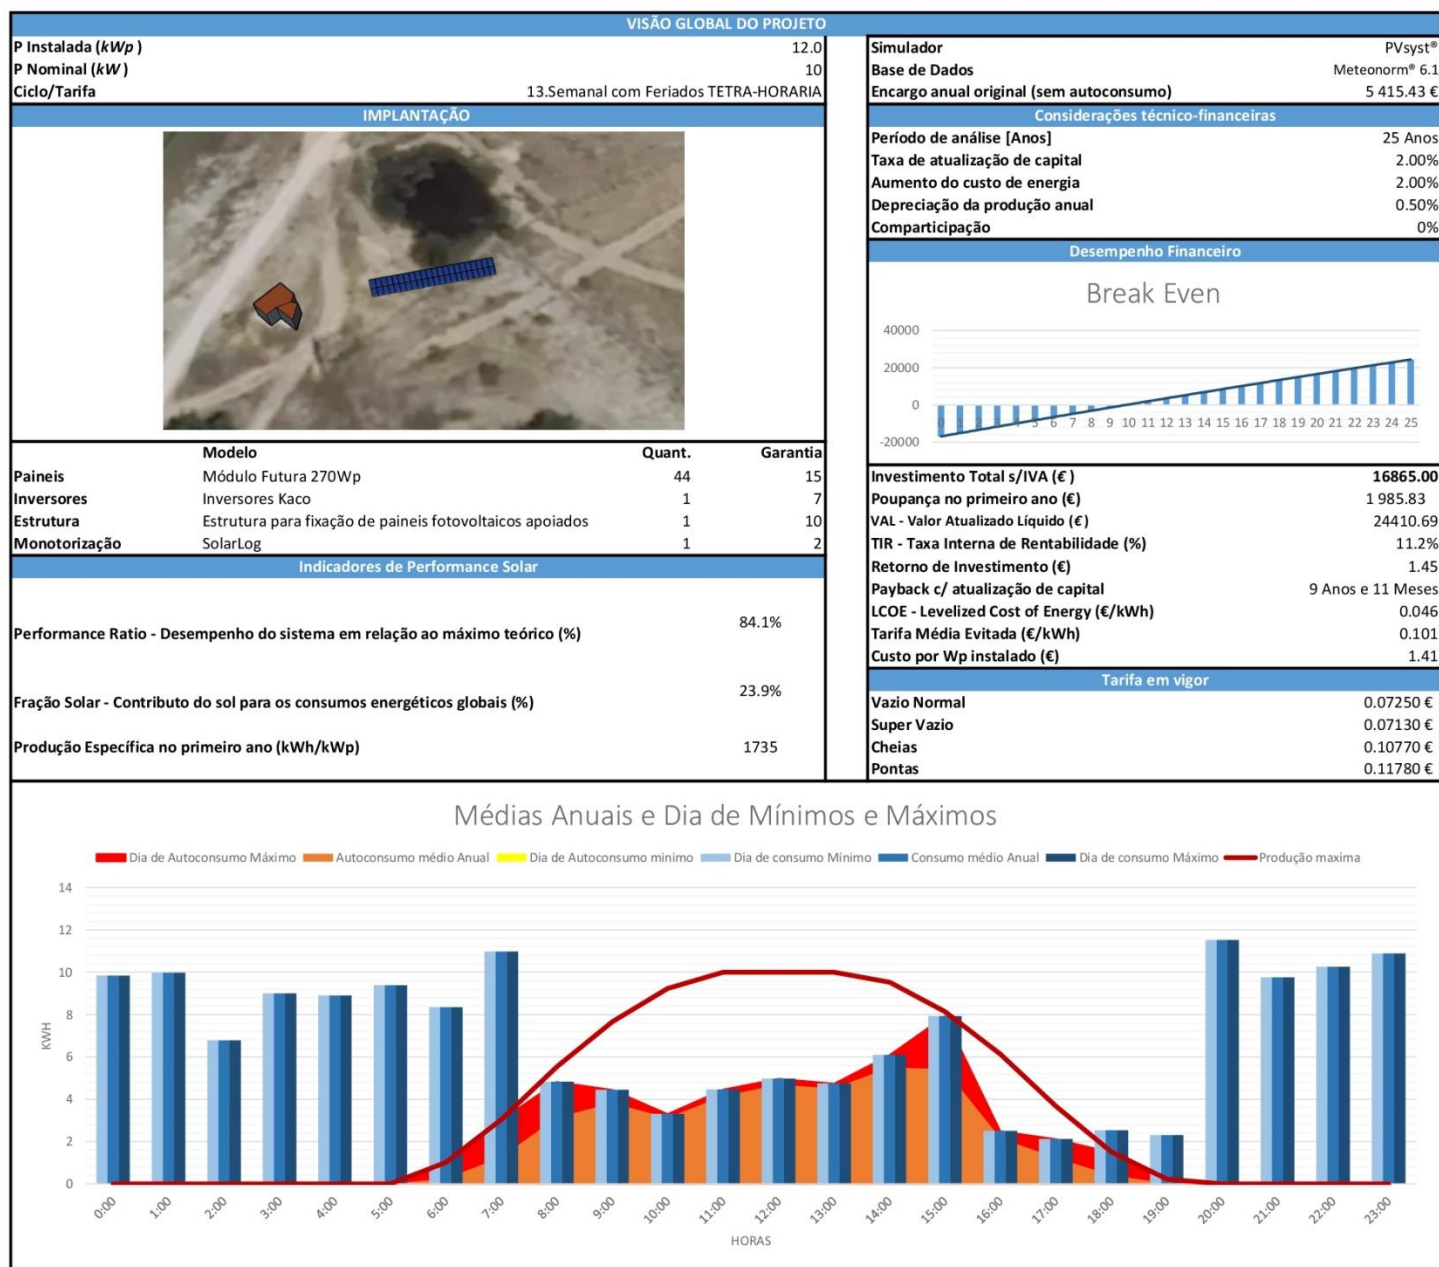 VISÃO GLOBAL DO PROJETO
P Instalada (kWp) 12.0
P Nominal (kW) 10
Ciclo/Tarifa 13.Semanal com Feriados TETRA-HORARIA
Simulador PVsyst®
Base de Dados Meteonorm® 6.1
Encargo anual original (sem autoconsumo) 5 415.43 €
IMPLANTAÇÃO
Considerações técnico-financeiras
Período de análise [Anos] 25 Anos
Taxa de atualização de capital 2.00%
Aumento do custo de energia 2.00%
Depreciação da produção anual 0.50%
Comparticipação 0%
Desempenho Financeiro
Break Even
40000
20000
0
-20000
0 1 2 3 4 5 6 7 8 9 10 11 12 13 14 15 16 17 18 19 20 21 22 23 24 25
Modelo Quant. Garantia
Paineis Módulo Futura 270Wp 44 15
Inversores Inversores Kaco 1 7
Estrutura Estrutura para fixação de paineis fotovoltaicos apoiados 1 10
Monotorização SolarLog 1 2
Indicadores de Performance Solar
Performance Ratio - Desempenho do sistema em relação ao máximo teórico (%) 84.1%
Fração Solar - Contributo do sol para os consumos energéticos globais (%) 23.9%
Produção Específica no primeiro ano (kWh/kWp) 1735
Investimento Total s/IVA (€) 16865.00
Poupança no primeiro ano (€) 1 985.83
VAL - Valor Atualizado Líquido (€) 24410.69
TIR - Taxa Interna de Rentabilidade (%) 11.2%
Retorno de Investimento (€) 1.45
Payback c/ atualização de capital 9 Anos e 11 Meses
LCOE - Levelized Cost of Energy (€/kWh) 0.046
Tarifa Média Evitada (€/kWh) 0.101
Custo por Wp instalado (€) 1.41
Tarifa em vigor
Vazio Normal 0.07250 €
Super Vazio 0.07130 €
Cheias 0.10770 €
Pontas 0.11780 €
Médias Anuais e Dia de Mínimos e Máximos
Dia de Autoconsumo Máximo Autoconsumo médio Anual Dia de Autoconsumo minimo Dia de consumo Mínimo Consumo médio Anual Dia de consumo Máximo Produção maxima
14
12
10
8
6
4
2
0
KWH
0:00 1:00 2:00 3:00 4:00 5:00 6:00 7:00 8:00 9:00 10:00 11:00 12:00 13:00 14:00 15:00 16:00 17:00 18:00 19:00 20:00 21:00 22:00 23:00
HORAS